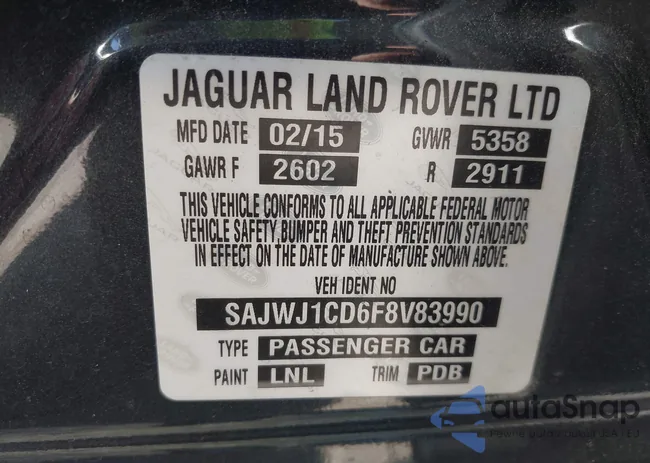 JAGUAR LAND ROVER LTD
MFD DATE 02/15 GVWR 5358
GAWR F 2602 R 2911
THIS VEHICLE CONFORMS TO ALL APPLICABLE FEDERAL MOTOR
VEHICLE SAFETY,BUMPER AND THEFT PREVENTION STANDARDS
IN EFFECT ON THE DATE OF MANUFACTURE SHOWN ABOVE.
VEH IDENT NO
SAJWJ1CD6F8V83990
TYPE PASSENGER CAR
PAINT LNL TRIM PDB
autaSnap